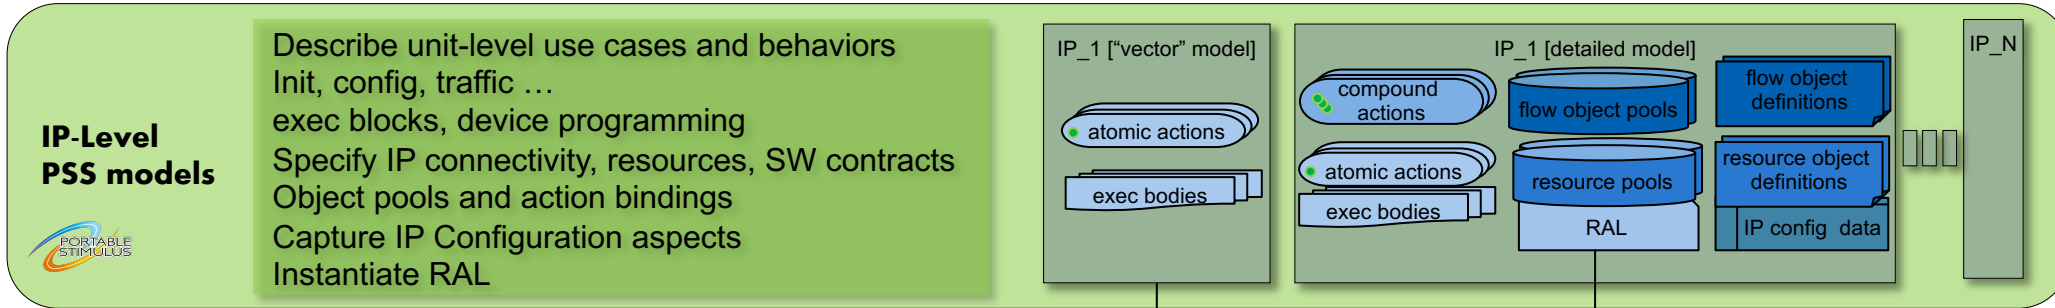 IP-Level
PSS models
PORTABLE
STIMULUS
Describe unit-level use cases and behaviors
Init, config, traffic …
exec blocks, device programming
Specify IP connectivity, resources, SW contracts
Object pools and action bindings
Capture IP Configuration aspects
Instantiate RAL
IP_1 [“vector” model]
atomic actions
exec bodies
IP_1 [detailed model]
compound
actions
atomic actions
exec bodies
flow object pools
resource pools
RAL
flow object
definitions
resource object
definitions
IP config data
IP_N